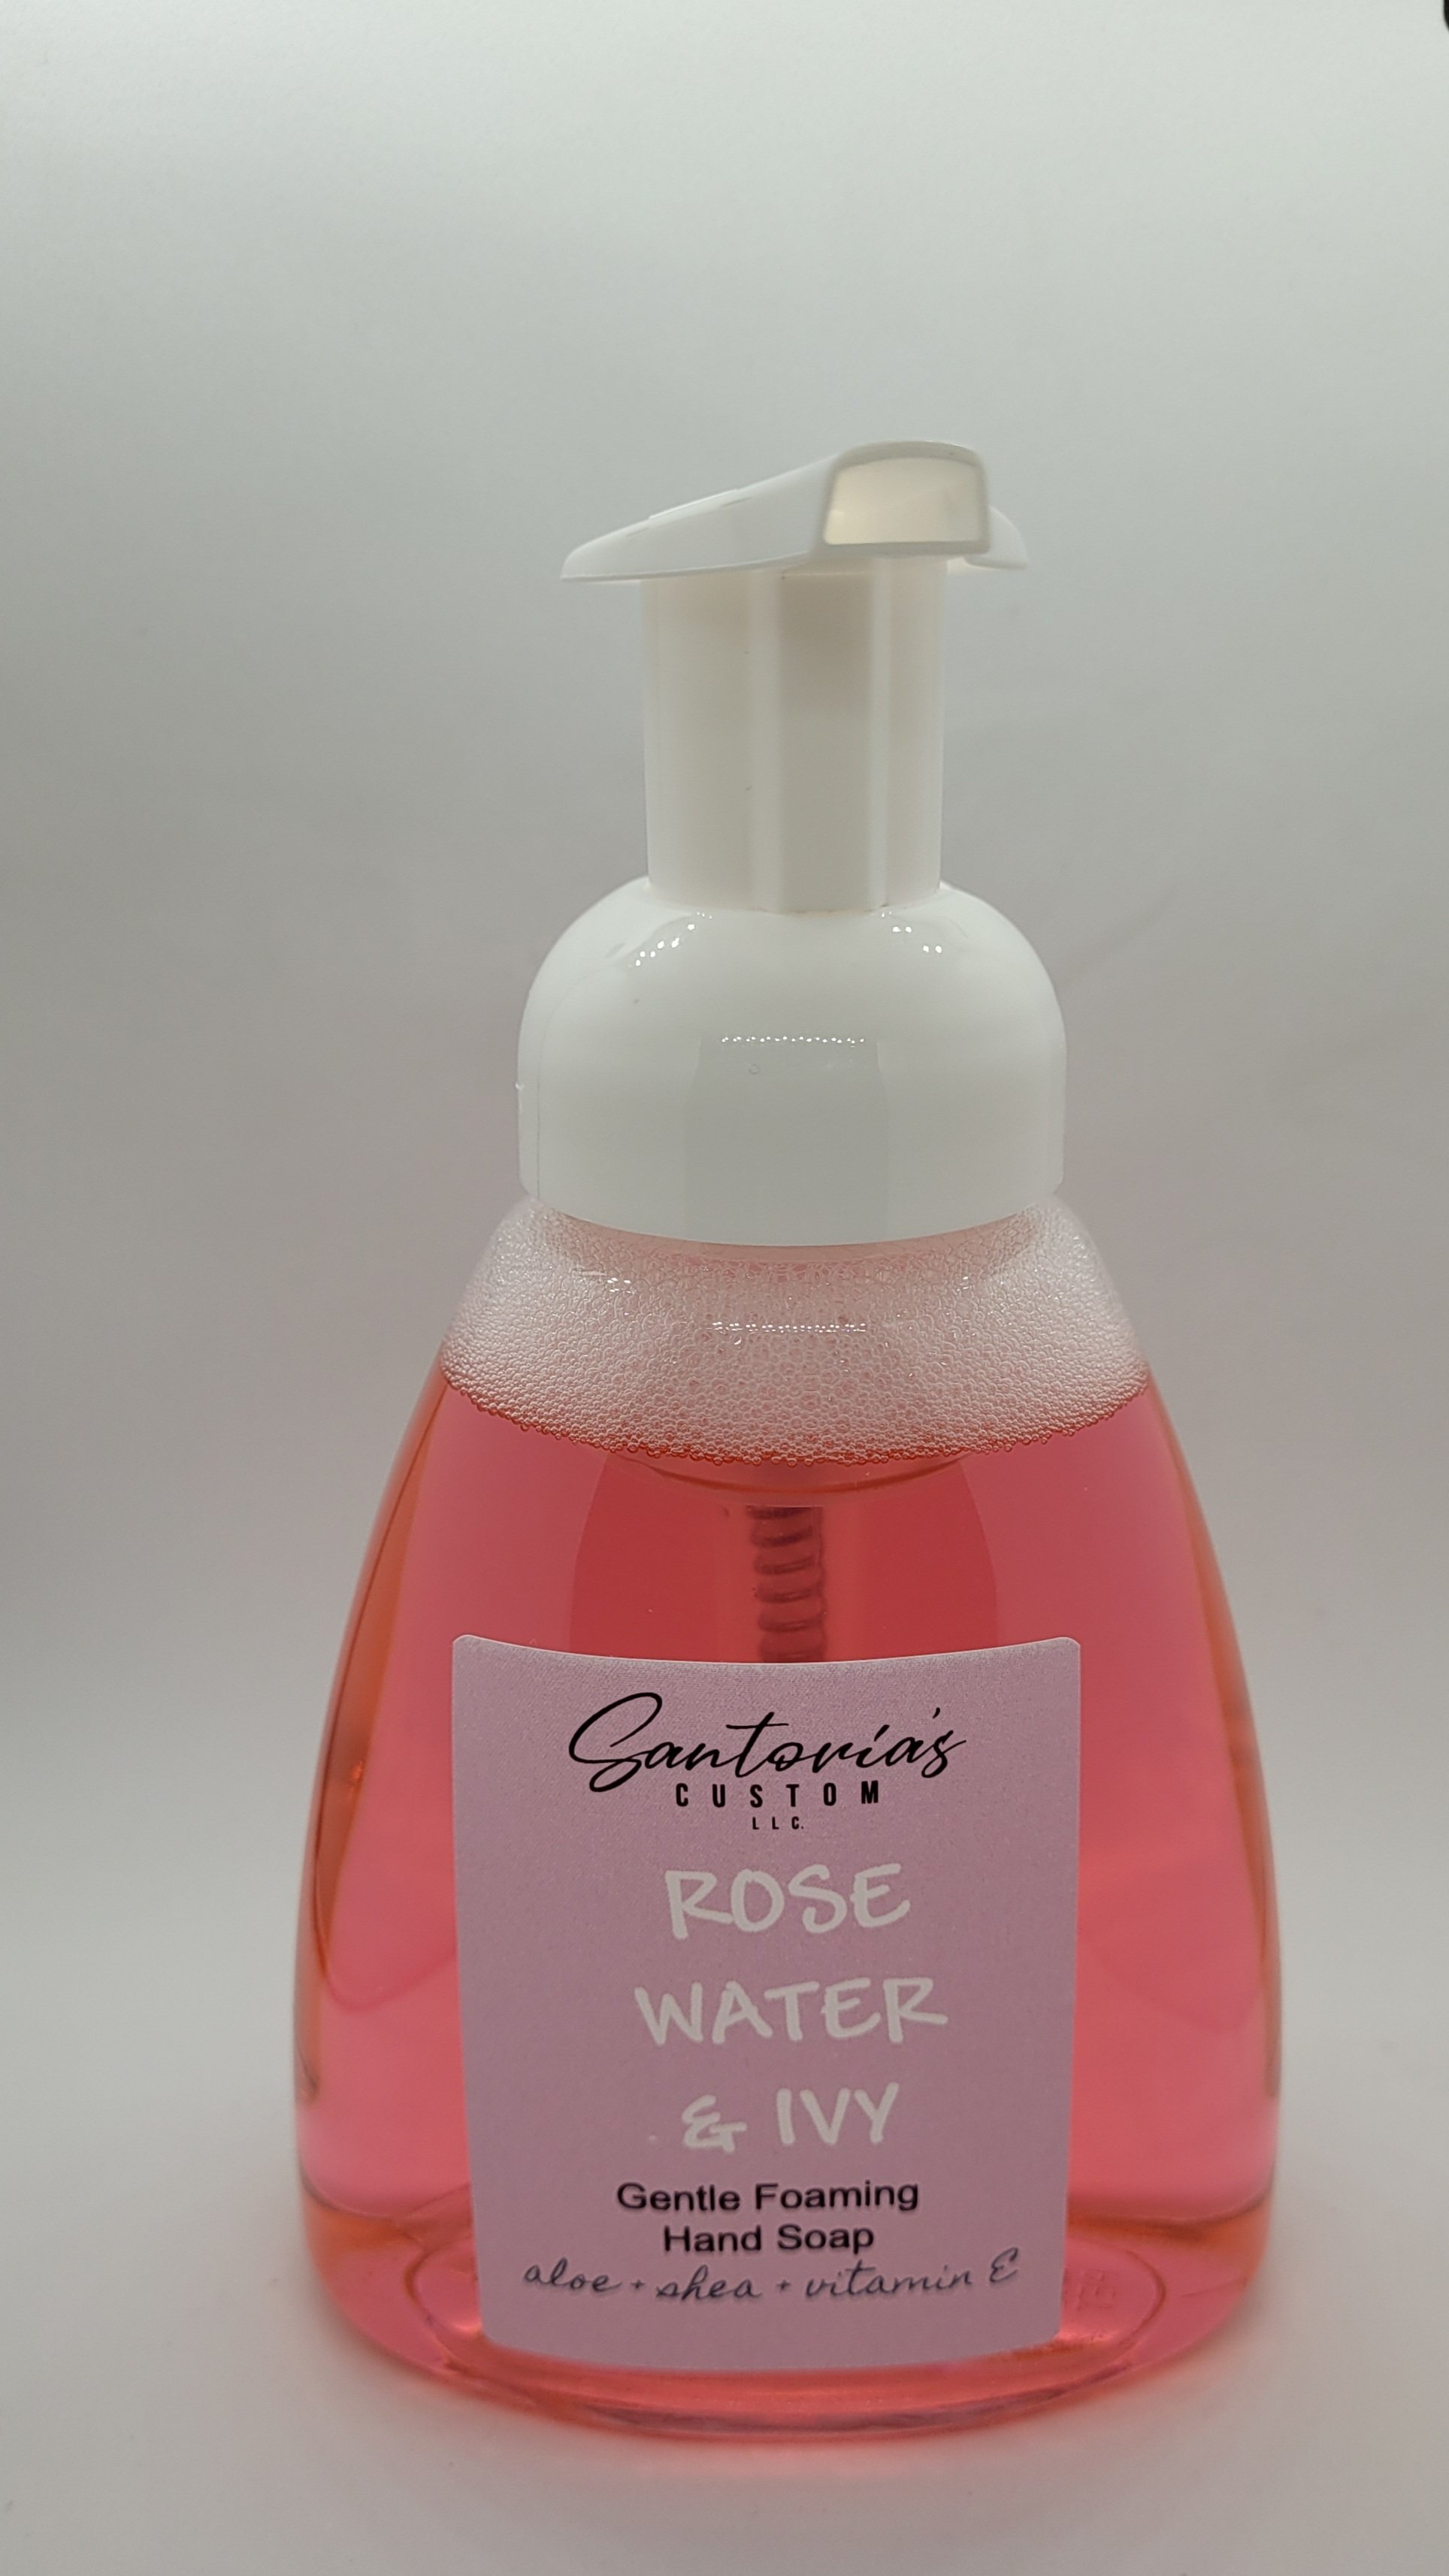 Santoria's
CUSTOM
LLC.
ROSE
WATER
& IVY
Gentle Foaming
Hand Soap
aloe + shea + vitamin E